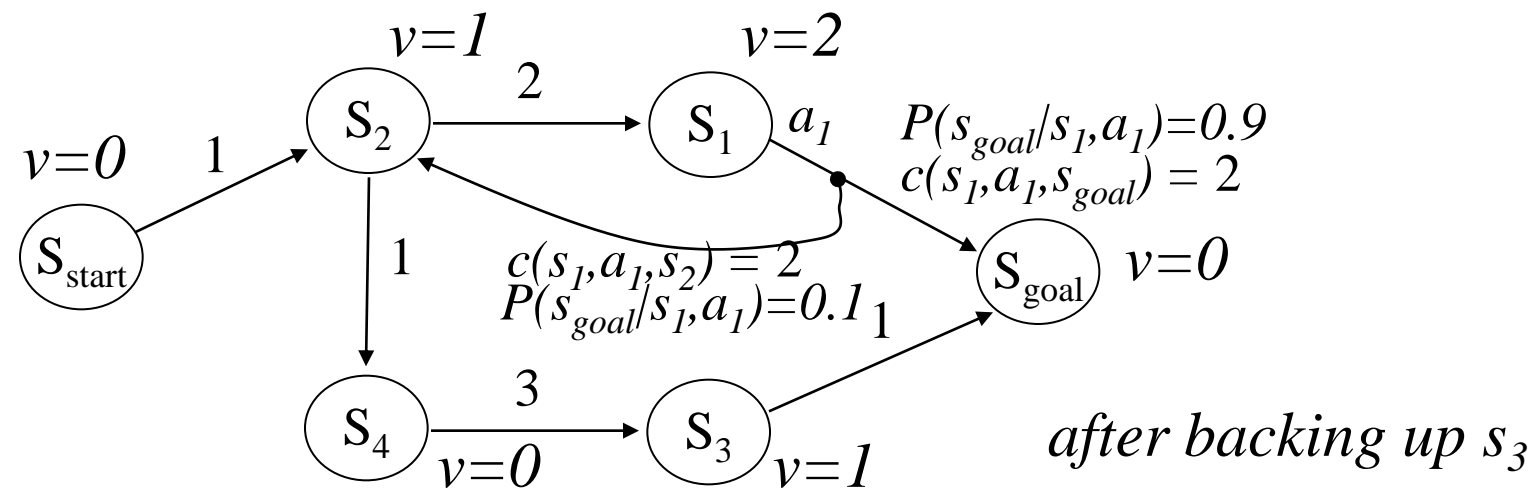 v=1
v=2
2
S2
S1
a1
P(sgoal/s1,a1)=0.9
c(s1,a1,sgoal) = 2
v=0
1
Sstart
1
c(s1,a1,s2) = 2
P(sgoal/s1,a1)=0.1
Sgoal
v=0
1
3
S4
S3
v=0
v=1
after backing up s3